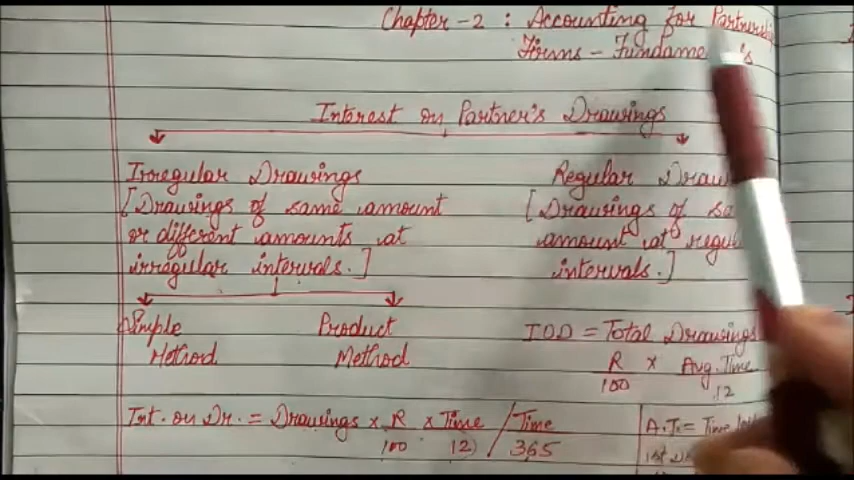 Chapter - 2 : Accounting for Partnership
Firms - Fundame
Interest on Partner's Drawings
Irregular Drawings
[Drawings of same amount
or different amounts at
irregular intervals.]
Simple
Method
Product
Method
Int. on Dr. = Drawings × R/100 × Time/12 / Time/365
Regular
[Drawings of
amount at
intervals.]
IOD = Total Drawings
R/100 × Avg. Time/12
A.T. = Time
1st